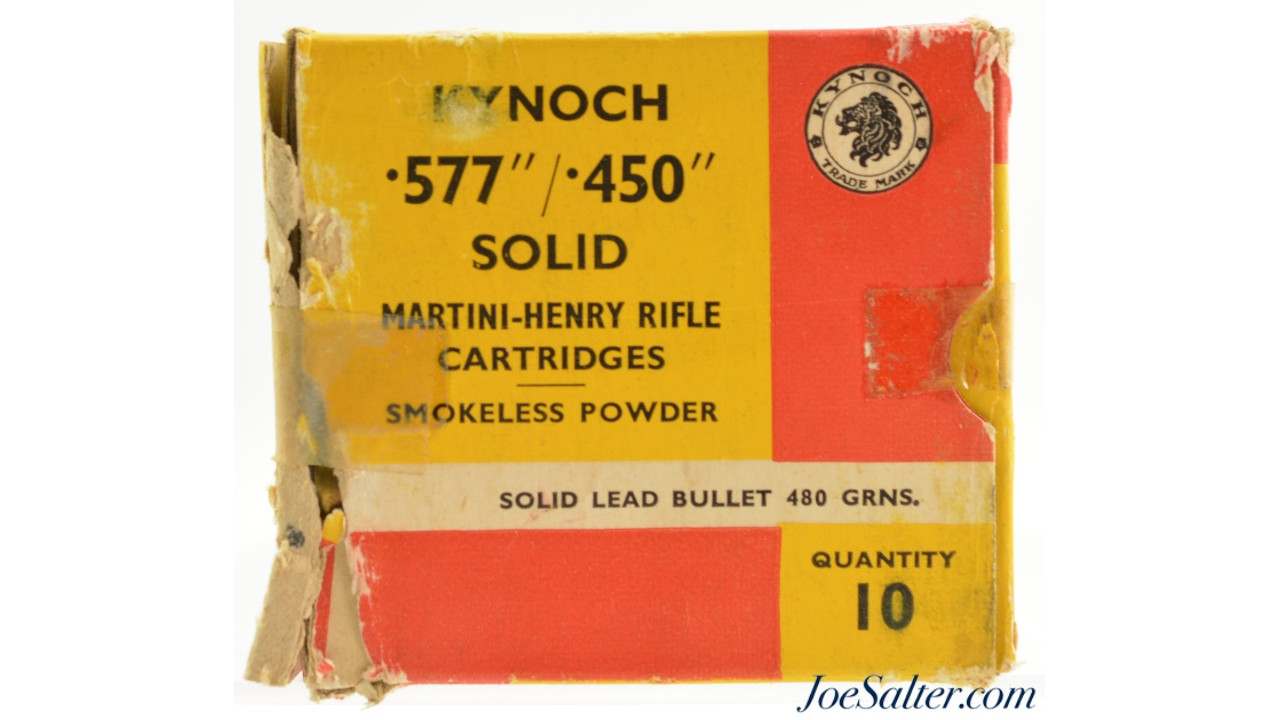 KYNOCH
·577″/·450″
SOLID
MARTINI-HENRY RIFLE
CARTRIDGES
SMOKELESS POWDER
KYNOCH
TRADE MARK
SOLID LEAD BULLET 480 GRNS.
QUANTITY
10
JoeSalter.com